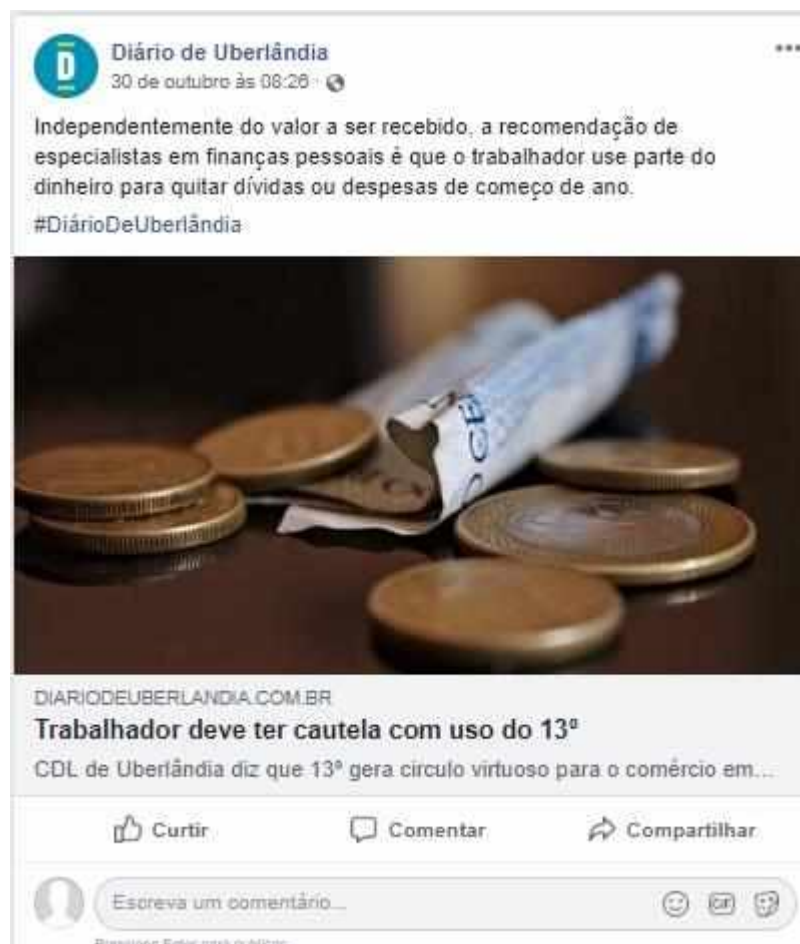 Diário de Uberlândia
30 de outubro às 08:26
Independentemente do valor a ser recebido, a recomendação de
especialistas em finanças pessoais é que o trabalhador use parte do
dinheiro para quitar dívidas ou despesas de começo de ano.
#DiárioDeUberlândia
DIARIODEUBERLANDIA.COM.BR
Trabalhador deve ter cautela com uso do 13º
CDL de Uberlândia diz que 13º gera circulo virtuoso para o comércio em...
Curtir Comentar Compartilhar
Escreva um comentário...
GIF